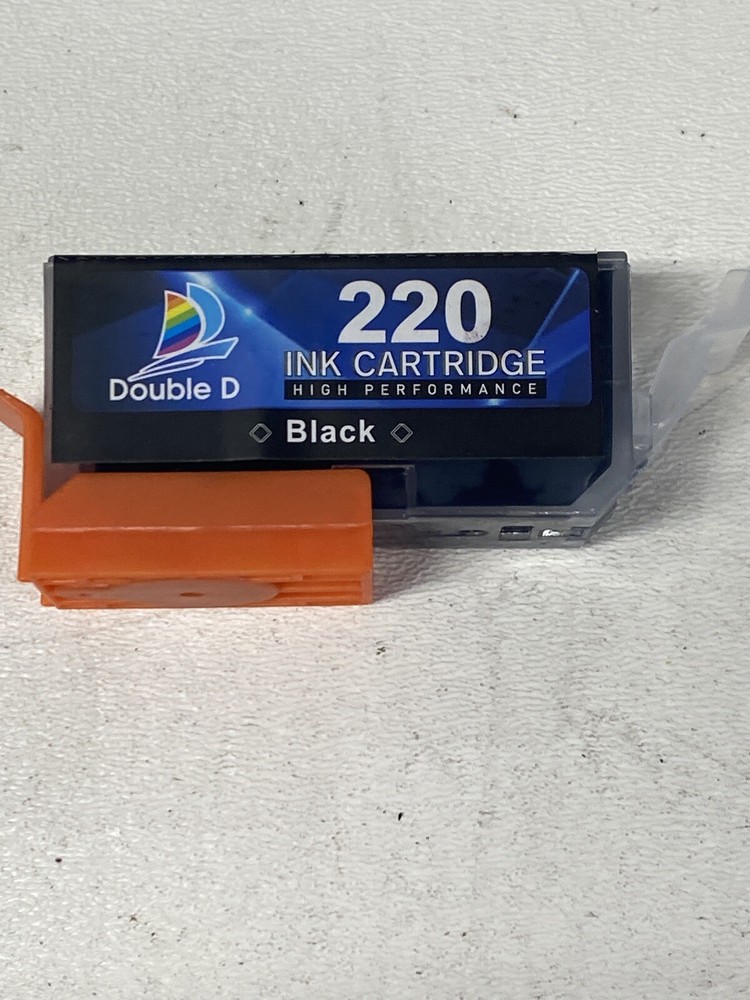 Double D
220
INK CARTRIDGE
HIGH PERFORMANCE
Black